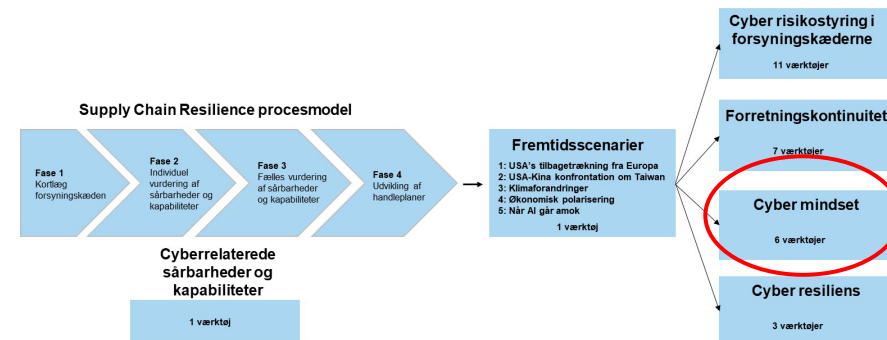 Supply Chain Resilience procesmodel
Fase 1
Kortlæg
forsyningskæden
Fase 2
Individuel
vurdering af
sårbarheder og
kapabiliteter
Fase 3
Fælles vurdering
af sårbarheder
og kapabiliteter
Fase 4
Udvikling af
handleplaner
Cyberrelaterede
sårbarheder og
kapabiliteter
1 værktøj
Fremtidsscenarier
1: USA's tilbagetrækning fra Europa
2: USA-Kina konfrontation om Taiwan
3: Klimaforandringer
4: Økonomisk polarisering
5: Når AI går amok
1 værktøj
Cyber risikostyring i
forsyningskæderne
11 værktøjer
Forretningskontinuitet
7 værktøjer
Cyber mindset
6 værktøjer
Cyber resiliens
3 værktøjer